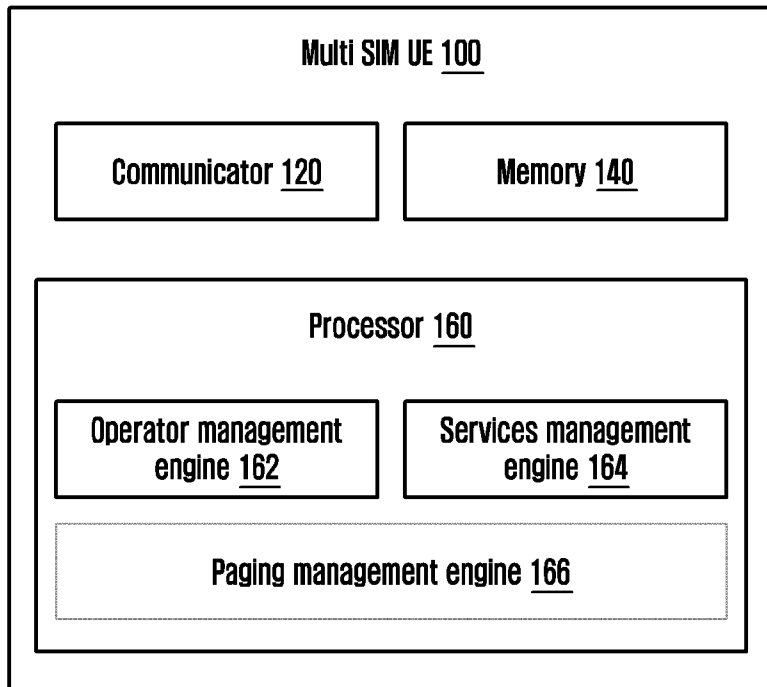 Multi SIM UE 100
Communicator 120
Memory 140
Processor 160
Operator management
engine 162
Services management
engine 164
Paging management engine 166